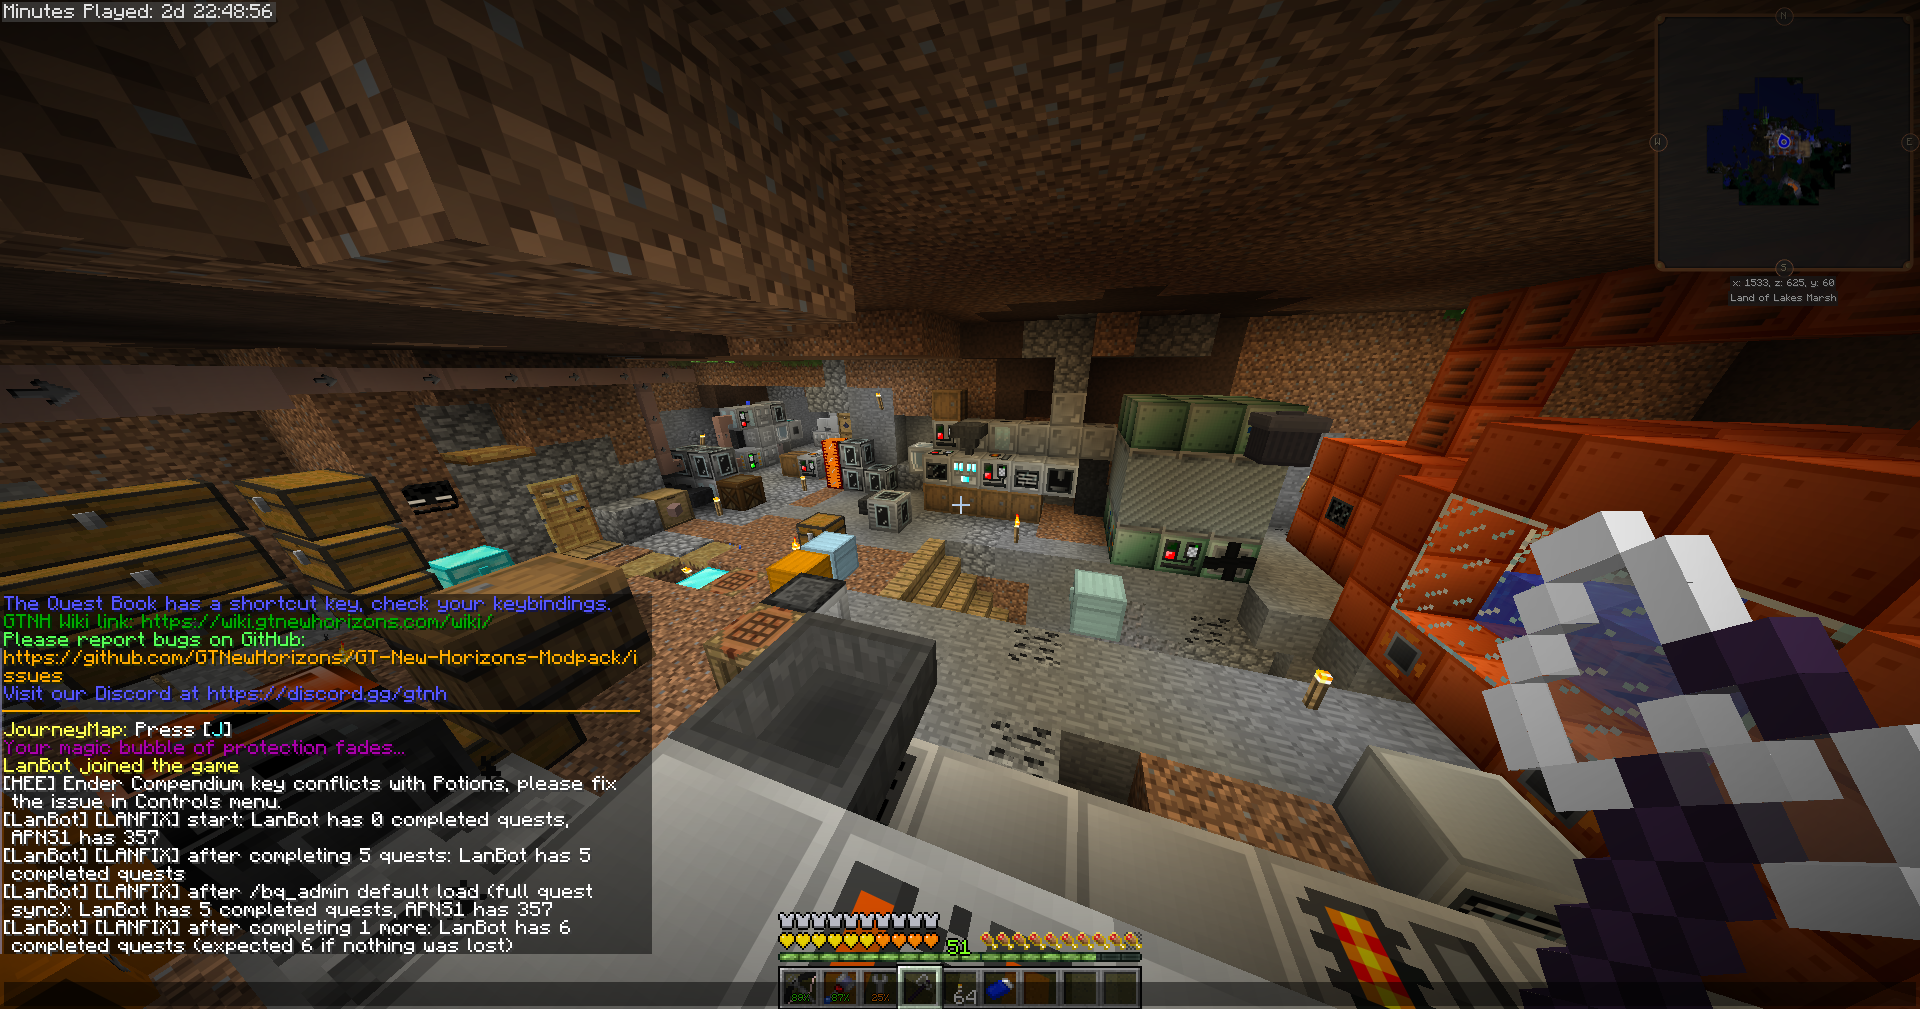 Minutes Played: 2d 22:48:56
N
W
E
S
x: 1533, z: 625, y: 60
Land of Lakes Marsh
The Quest Book has a shortcut key, check your keybindings.
GTNH Wiki link: https://wiki.gtnewhorizons.com/wiki/
Please report bugs on GitHub:
https://github.com/GTNewHorizons/GT-New-Horizons-Modpack/i
ssues
Visit our Discord at https://discord.gg/gtnh
JourneyMap: Press [J]
Your magic bubble of protection fades...
LanBot joined the game
[HEE] Ender Compendium key conflicts with Potions, please fix
the issue in Controls menu.
[LanBot] [LANFIX] start: LanBot has 0 completed quests,
APNS1 has 357
[LanBot] [LANFIX] after completing 5 quests: LanBot has 5
completed quests
[LanBot] [LANFIX] after /bq_admin default load (full quest
sync): LanBot has 5 completed quests, APNS1 has 357
[LanBot] [LANFIX] after completing 1 more: LanBot has 6
completed quests (expected 6 if nothing was lost)
51
87%
25%
64